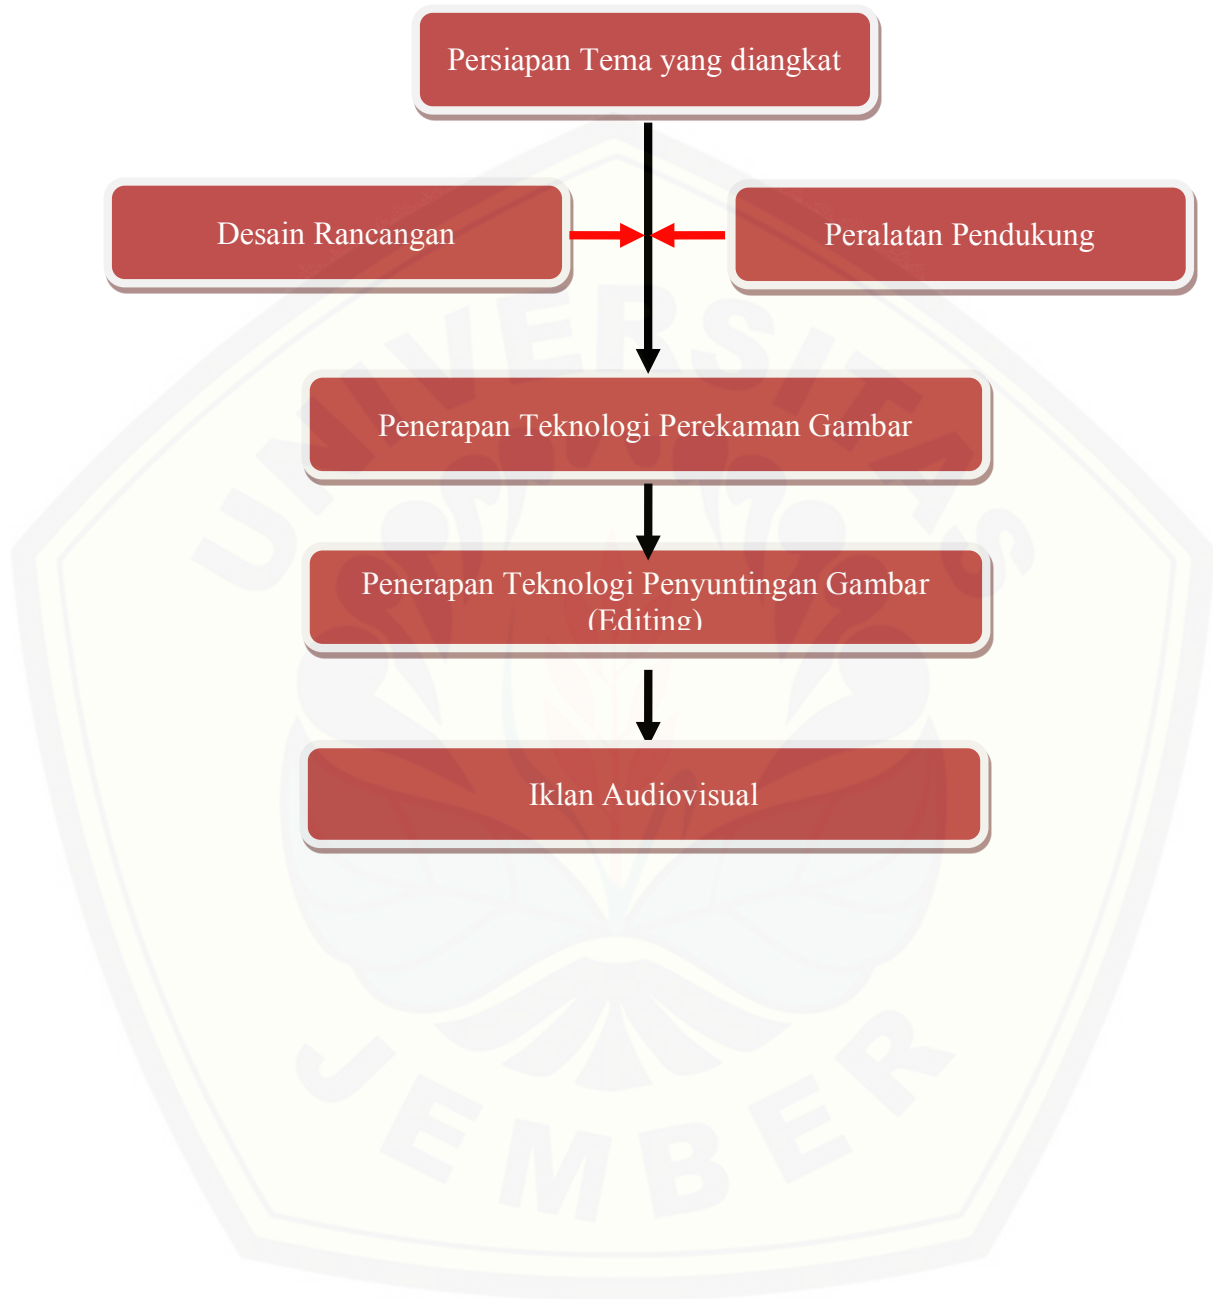 Persiapan Tema yang diangkat
Desain Rancangan
Peralatan Pendukung
Penerapan Teknologi Perekaman Gambar
Penerapan Teknologi Penyuntingan Gambar
(Editing)
Iklan Audiovisual
UNIVERSITAS
JEMBER